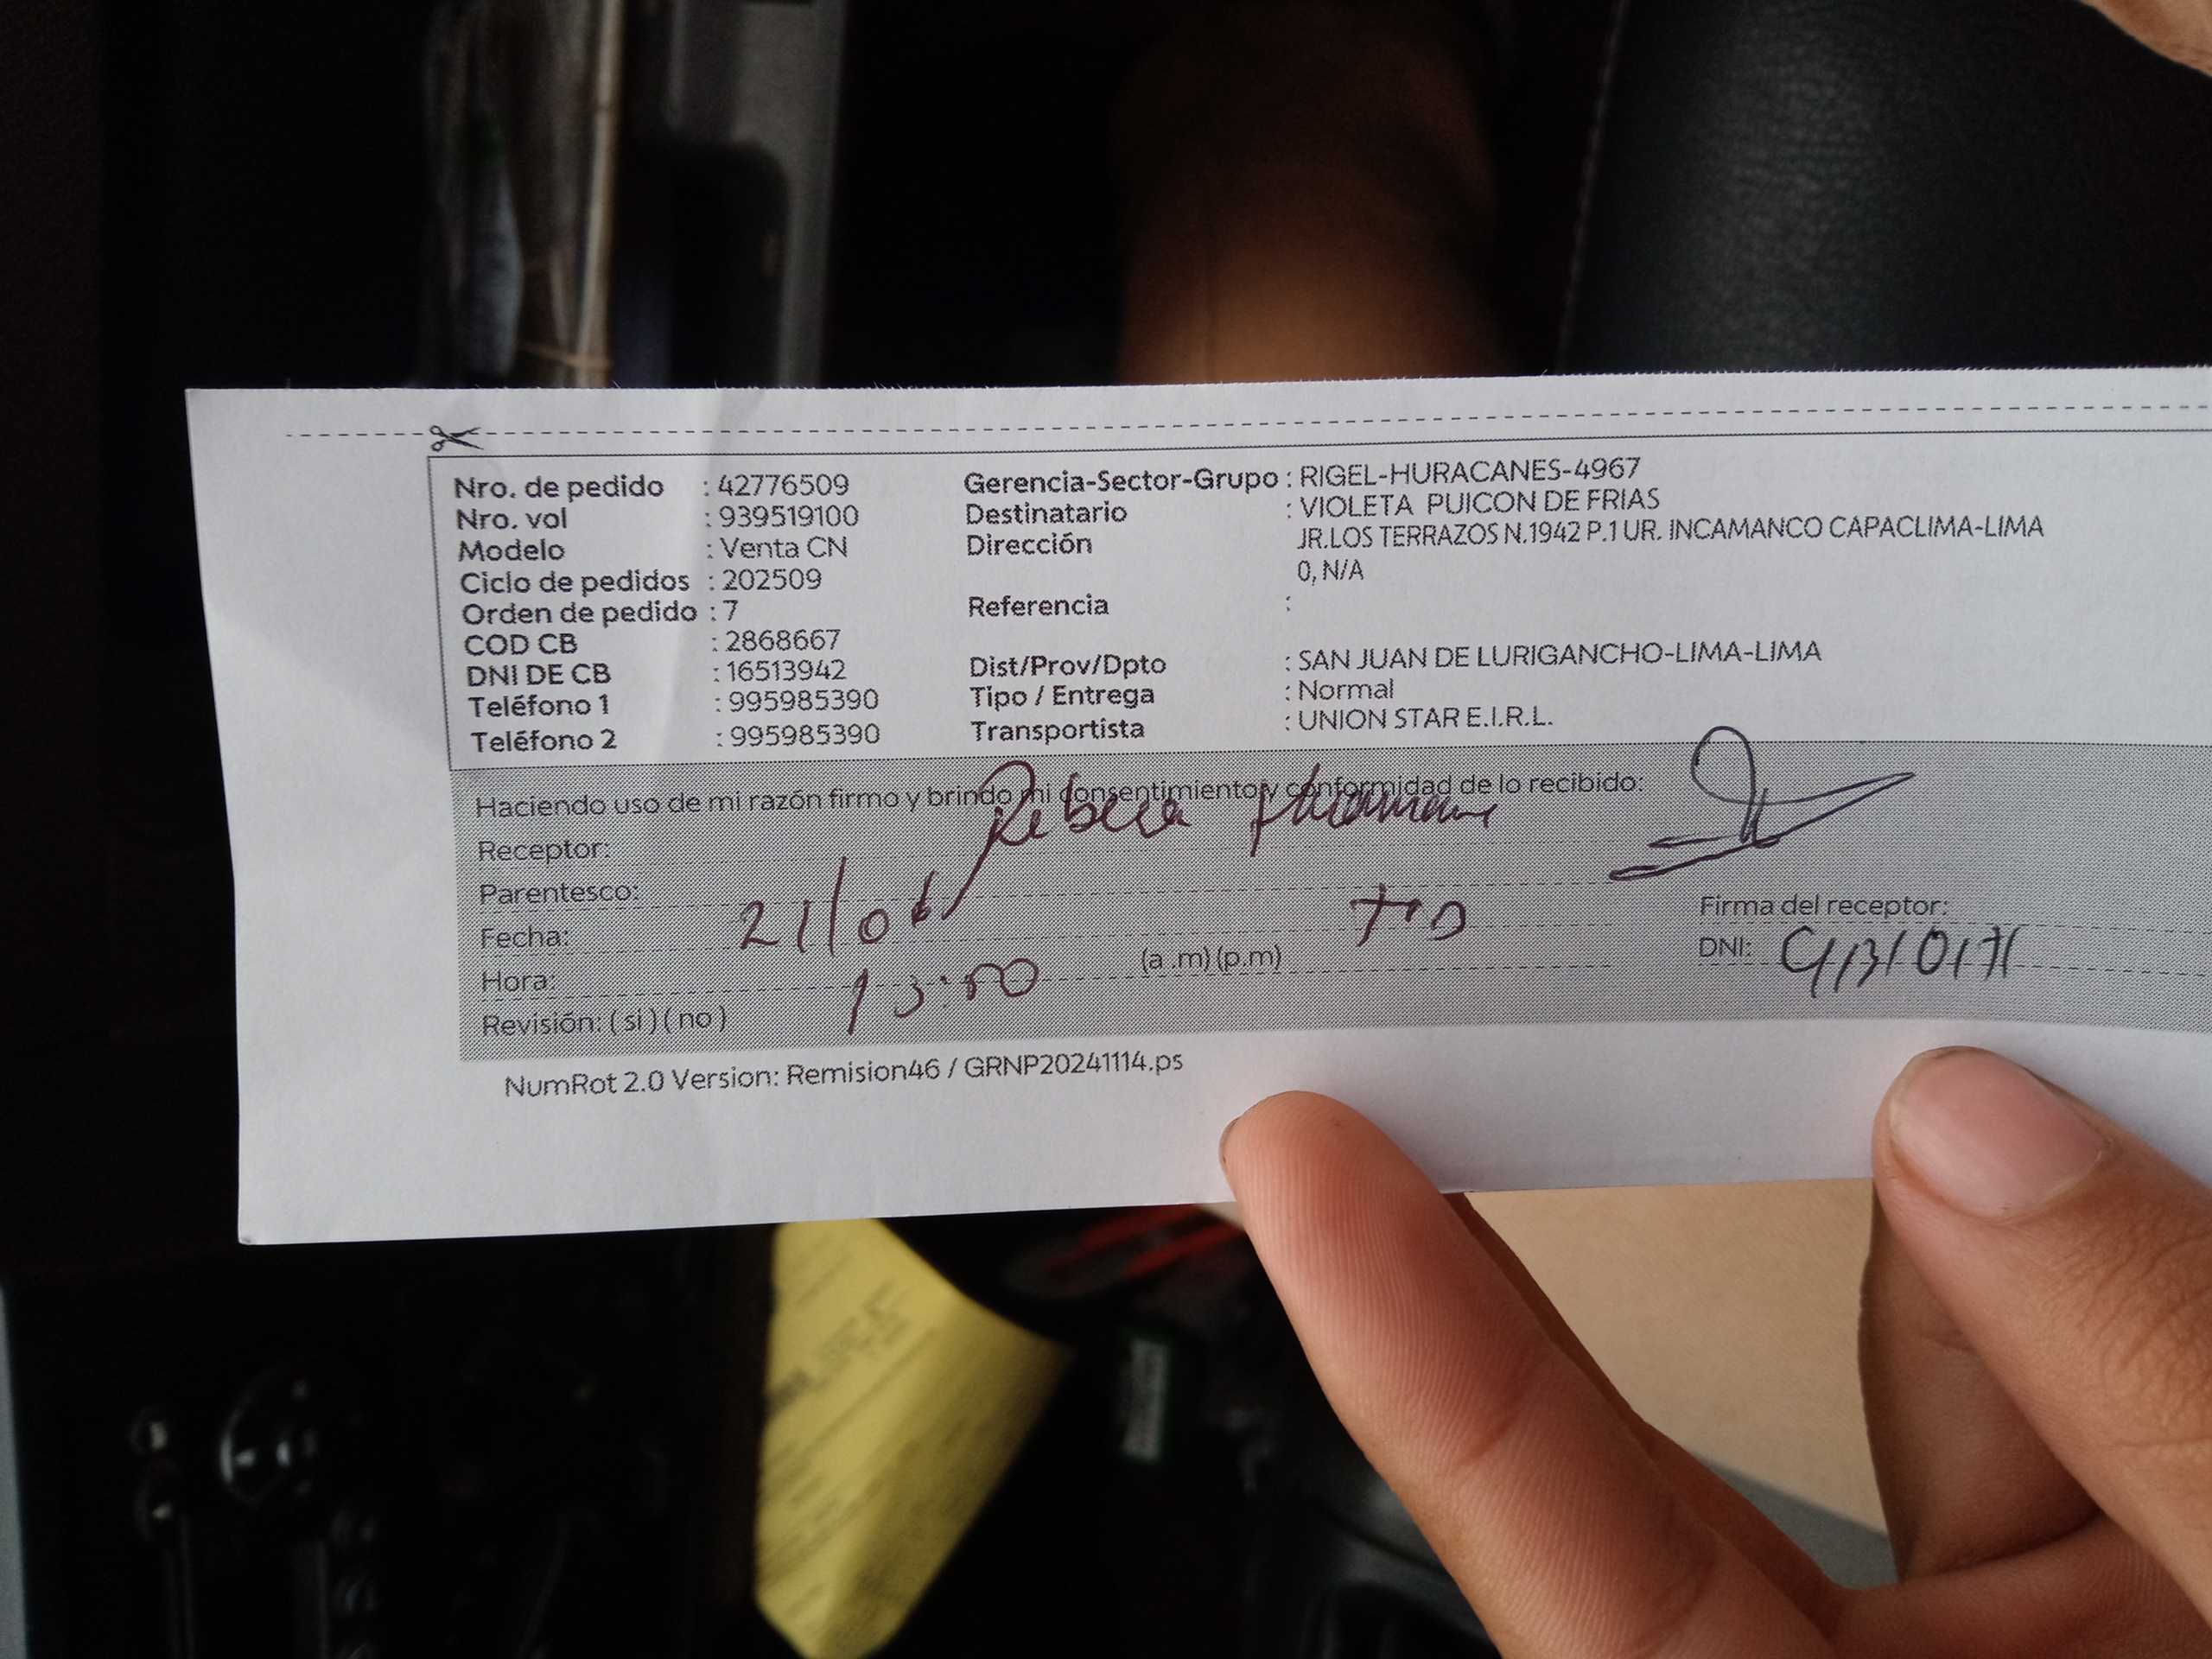 Nro. de pedido : 42776509 Gerencia-Sector-Grupo : RIGEL-HURACANES-4967
Nro. vol : 939519100 Destinatario : VIOLETA PUICON DE FRIAS
Modelo : Venta CN Dirección JR.LOS TERRAZOS N.1942 P.1 UR. INCAMANCO CAPACLIMA-LIMA
Ciclo de pedidos : 202509 0, N/A
Orden de pedido : 7 Referencia :
COD CB : 2868667
DNI DE CB : 16513942 Dist/Prov/Dpto : SAN JUAN DE LURIGANCHO-LIMA-LIMA
Teléfono 1 : 995985390 Tipo / Entrega : Normal
Teléfono 2 : 995985390 Transportista : UNION STAR E.I.R.L.
Haciendo uso de mi razón firmo y brindo mi consentimiento y conformidad de lo recibido:
Receptor: Rebeca
Parentesco:
Fecha: 21/06 Firma del receptor:
Hora: 13:50 (a .m) (p.m) DNI:
Revisión: ( si ) ( no )
NumRot 2.0 Version: Remision46 / GRNP20241114.ps